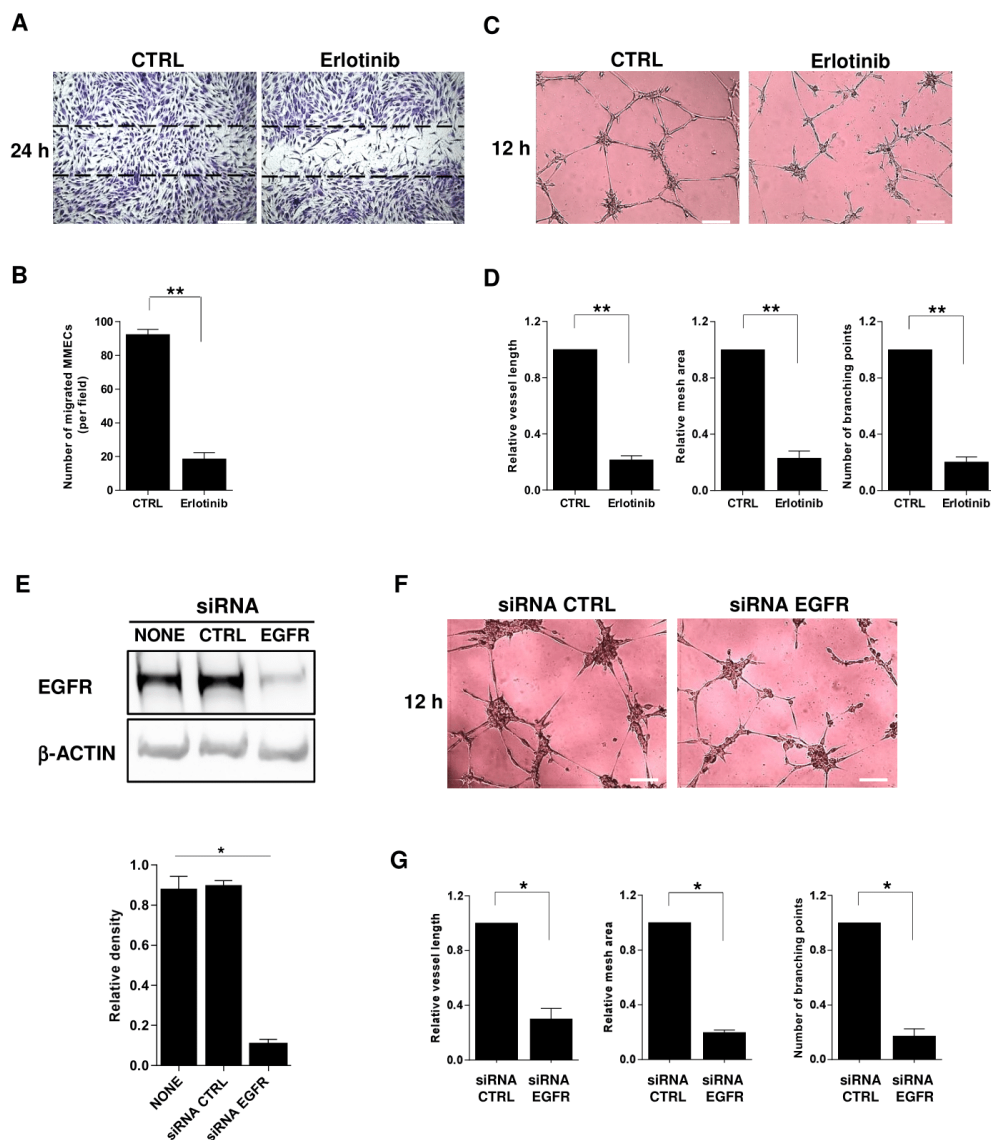 A
CTRL Erlotinib
24 h
B
**
Number of migrated MMECs
(per field)
100
80
60
40
20
0
CTRL Erlotinib
C
CTRL Erlotinib
12 h
D
**
Relative vessel length
1.2
0.8
0.4
0.0
CTRL Erlotinib
**
Relative mesh area
1.2
0.8
0.4
0.0
CTRL Erlotinib
**
Number of branching points
1.2
0.8
0.4
0.0
CTRL Erlotinib
E
siRNA
NONE CTRL EGFR
EGFR
β-ACTIN
*
Relative density
1.0
0.8
0.6
0.4
0.2
0.0
NONE
siRNA CTRL
siRNA EGFR
F
siRNA CTRL siRNA EGFR
12 h
G
*
Relative vessel length
1.2
0.8
0.4
0.0
siRNA siRNA
CTRL EGFR
*
Relative mesh area
1.2
0.8
0.4
0.0
siRNA siRNA
CTRL EGFR
*
Number of branching points
1.2
0.8
0.4
0.0
siRNA siRNA
CTRL EGFR